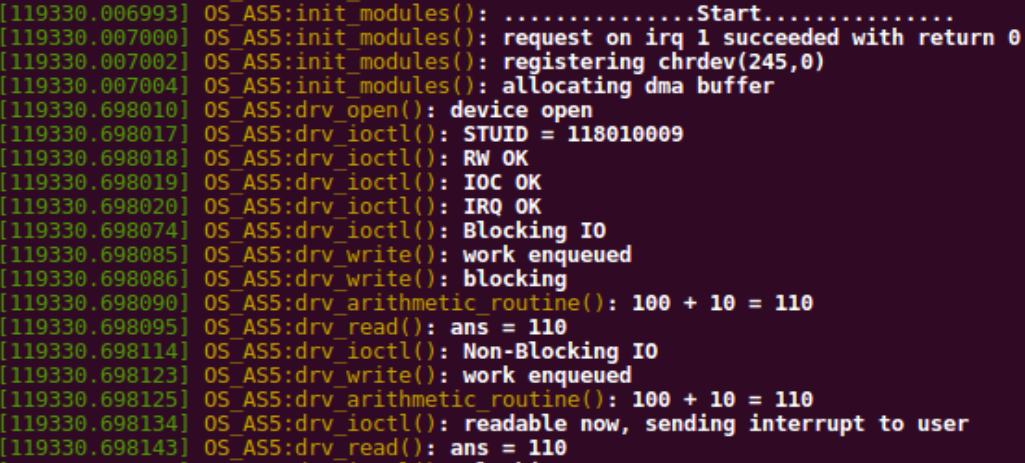 [119330.006993] OS_AS5:init_modules(): ...............Start...............
[119330.007000] OS_AS5:init_modules(): request on irq 1 succeeded with return 0
[119330.007002] OS_AS5:init_modules(): registering chrdev(245,0)
[119330.007004] OS_AS5:init_modules(): allocating dma buffer
[119330.698010] OS_AS5:drv_open(): device open
[119330.698017] OS_AS5:drv_ioctl(): STUID = 118010009
[119330.698018] OS_AS5:drv_ioctl(): RW OK
[119330.698019] OS_AS5:drv_ioctl(): IOC OK
[119330.698020] OS_AS5:drv_ioctl(): IRQ OK
[119330.698074] OS_AS5:drv_ioctl(): Blocking IO
[119330.698085] OS_AS5:drv_write(): work enqueued
[119330.698086] OS_AS5:drv_write(): blocking
[119330.698090] OS_AS5:drv_arithmetic_routine(): 100 + 10 = 110
[119330.698095] OS_AS5:drv_read(): ans = 110
[119330.698114] OS_AS5:drv_ioctl(): Non-Blocking IO
[119330.698123] OS_AS5:drv_write(): work enqueued
[119330.698125] OS_AS5:drv_arithmetic_routine(): 100 + 10 = 110
[119330.698134] OS_AS5:drv_ioctl(): readable now, sending interrupt to user
[119330.698143] OS_AS5:drv_read(): ans = 110